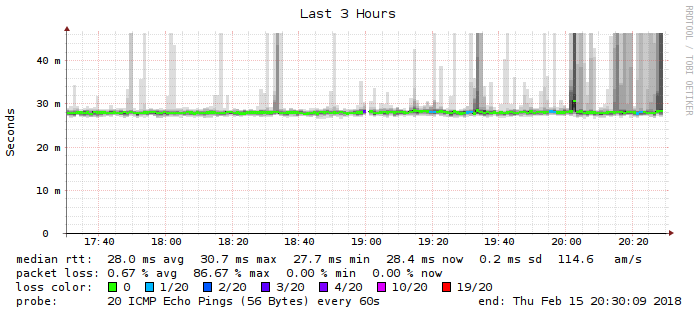 Last 3 Hours
RRDTOOL / TOBI OETIKER
Seconds
40 m
30 m
20 m
10 m
0
17:40 18:00 18:20 18:40 19:00 19:20 19:40 20:00 20:20
median rtt: 28.0 ms avg 30.7 ms max 27.7 ms min 28.4 ms now 0.2 ms sd 114.6 am/s
packet loss: 0.67 % avg 86.67 % max 0.00 % min 0.00 % now
loss color: 0 1/20 2/20 3/20 4/20 10/20 19/20
probe: 20 ICMP Echo Pings (56 Bytes) every 60s end: Thu Feb 15 20:30:09 2018